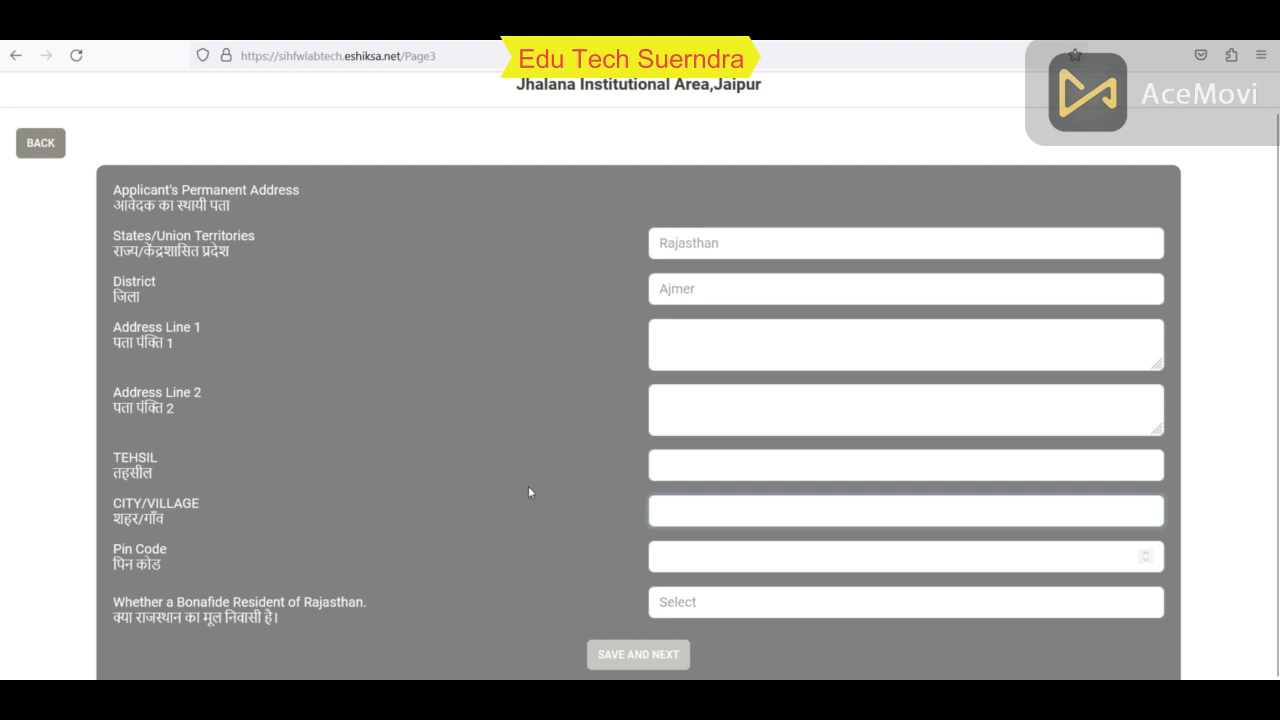 https://sihfwlabtech.eshiksa.net/Page3
Edu Tech Suerndra
AceMovi
Jhalana Institutional Area,Jaipur
BACK
Applicant's Permanent Address
आवेदक का स्थायी पता
States/Union Territories
राज्य/केंद्रशासित प्रदेश
Rajasthan
District
जिला
Ajmer
Address Line 1
पता पंक्ति 1
Address Line 2
पता पंक्ति 2
TEHSIL
तहसील
CITY/VILLAGE
शहर/गाँव
Pin Code
पिन कोड
Whether a Bonafide Resident of Rajasthan.
क्या राजस्थान का मूल निवासी है।
Select
SAVE AND NEXT